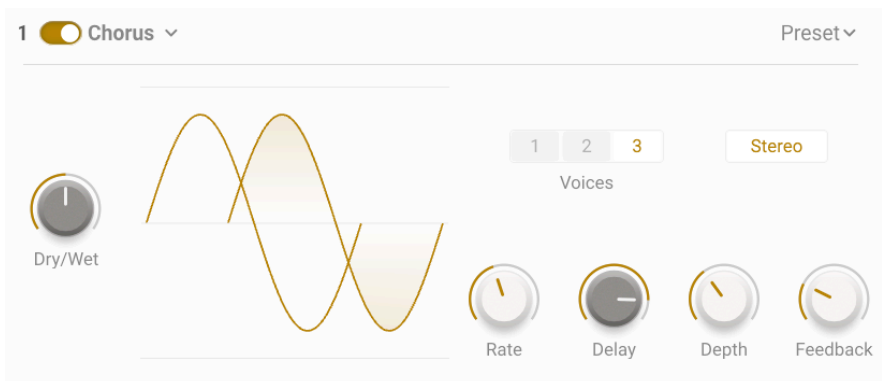 1 Chorus
Preset
1 2 3
Stereo
Voices
Dry/Wet
Rate Delay Depth Feedback